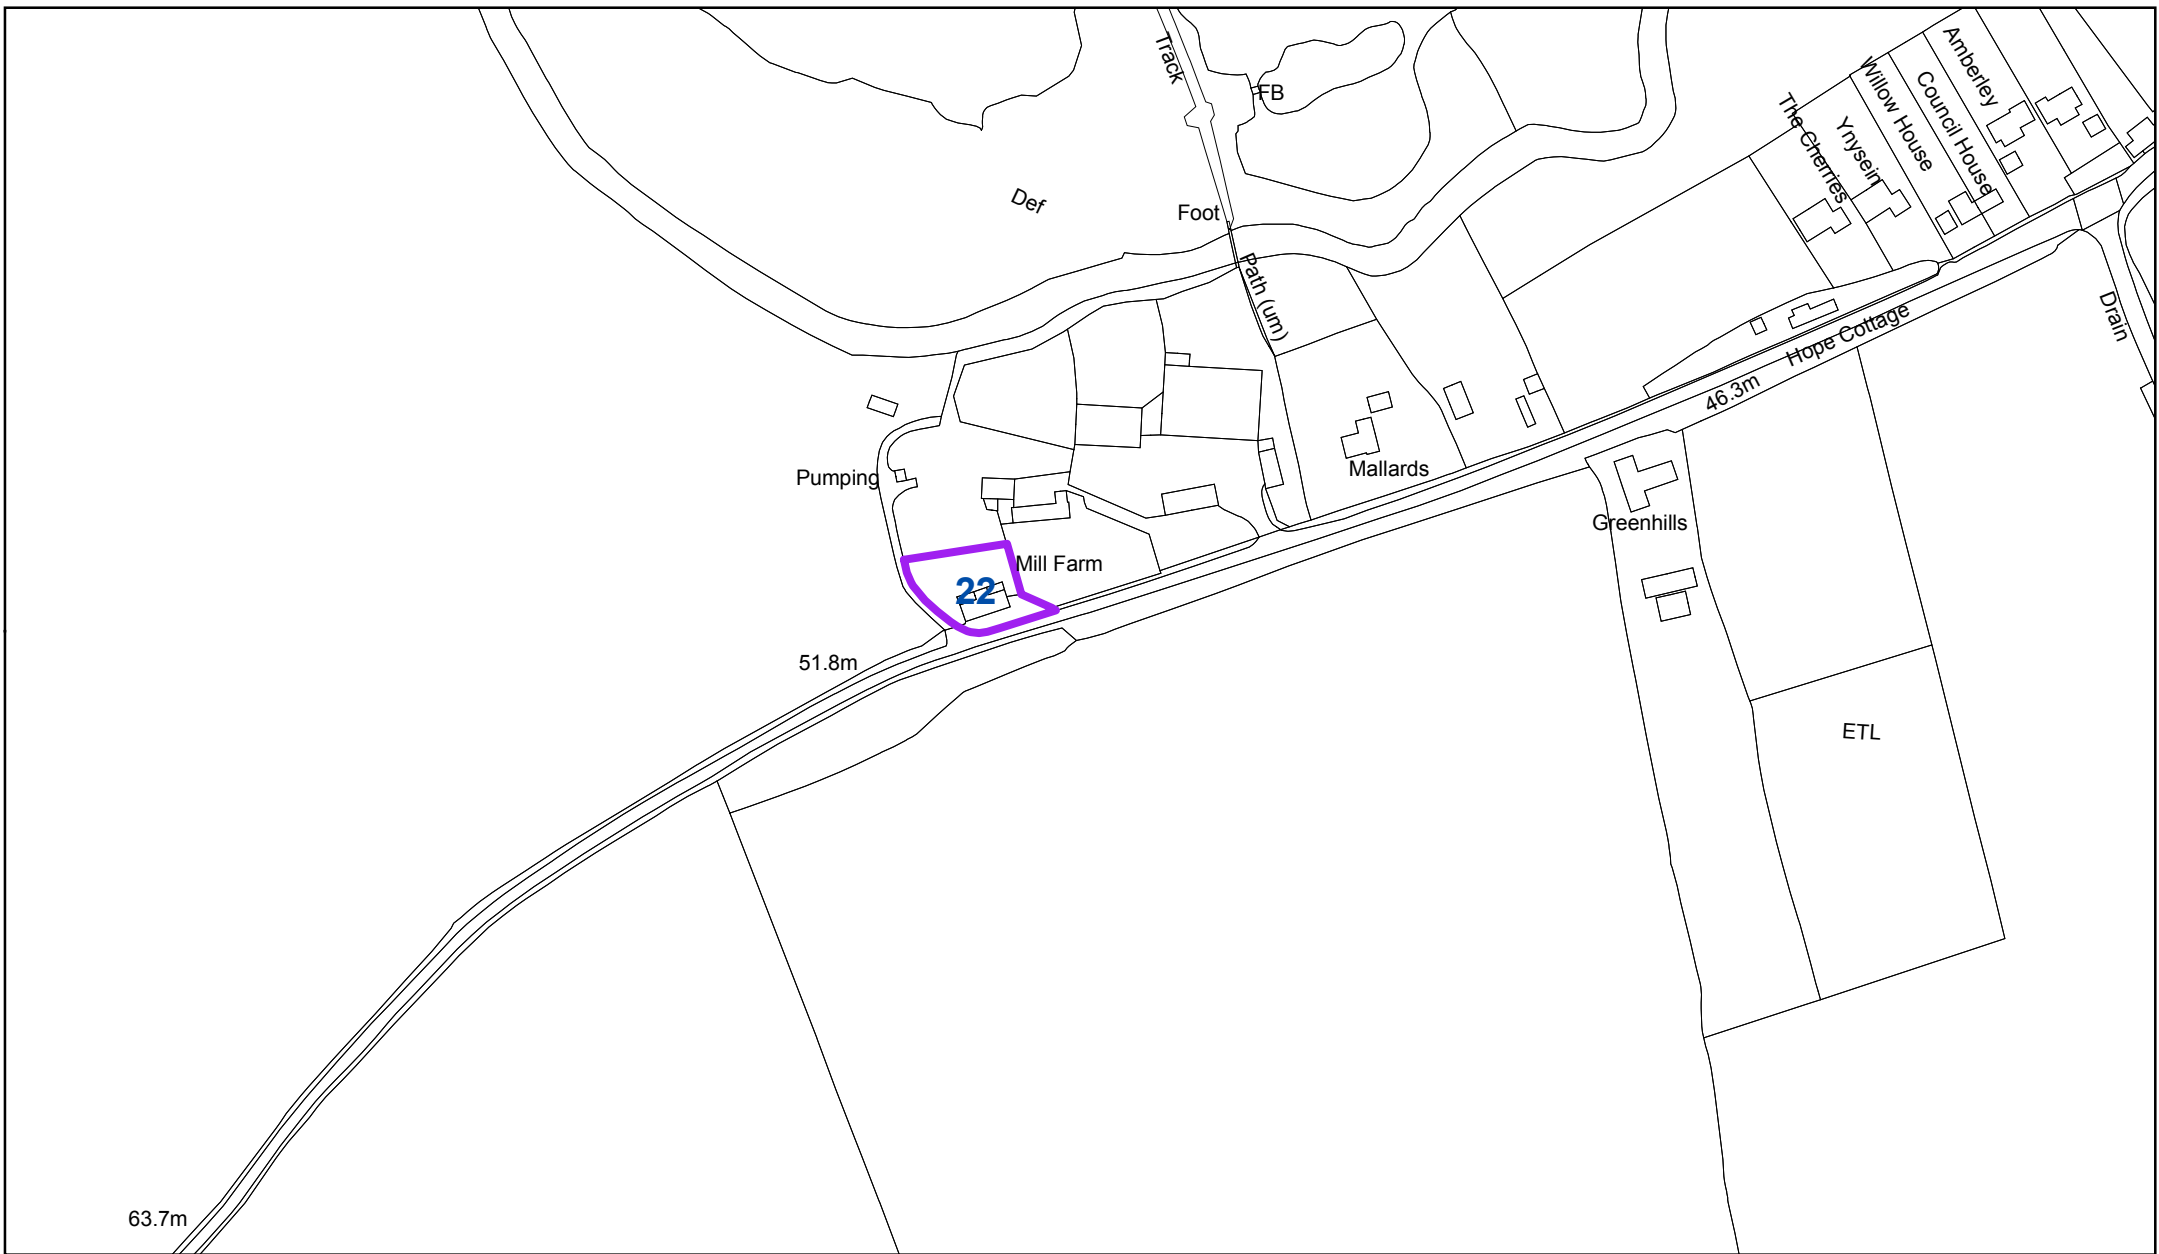 Track
FB
Amberley
Willow House
Council House
The Cherries
Ynysein
Def
Foot
Path (um)
Drain
Hope Cottage
46.3m
Pumping
Mallards
Greenhills
Mill Farm
22
51.8m
ETL
63.7m